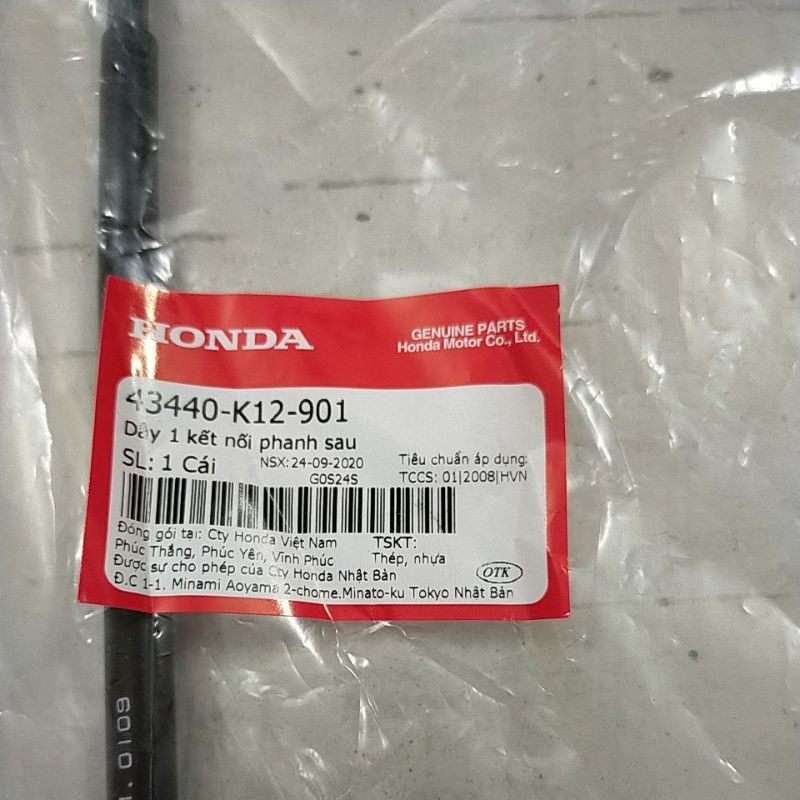 HONDA
GENUINE PARTS
Honda Motor Co., Ltd.
43440-K12-901
Dây 1 kết nối phanh sau
SL: 1 Cái
NSX: 24-09-2020
G0S24S
Tiêu chuẩn áp dụng:
TCCS: 01|2008|HVN
Đóng gói tại: Cty Honda Việt Nam
Phúc Thắng, Phúc Yên, Vĩnh Phúc
Được sự cho phép của Cty Honda Nhật Bản
Đ.C 1-1. Minami Aoyama 2-chome.Minato-ku Tokyo Nhật Bản
TSKT:
Thép, nhựa
OTK
. 0109